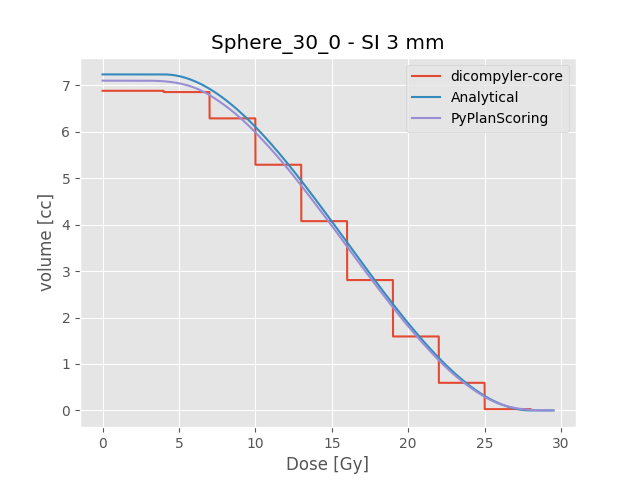 Sphere_30_0 - SI 3 mm
dicompyler-core
Analytical
PyPlanScoring
volume [cc]
7
6
5
4
3
2
1
0
0 5 10 15 20 25 30
Dose [Gy]